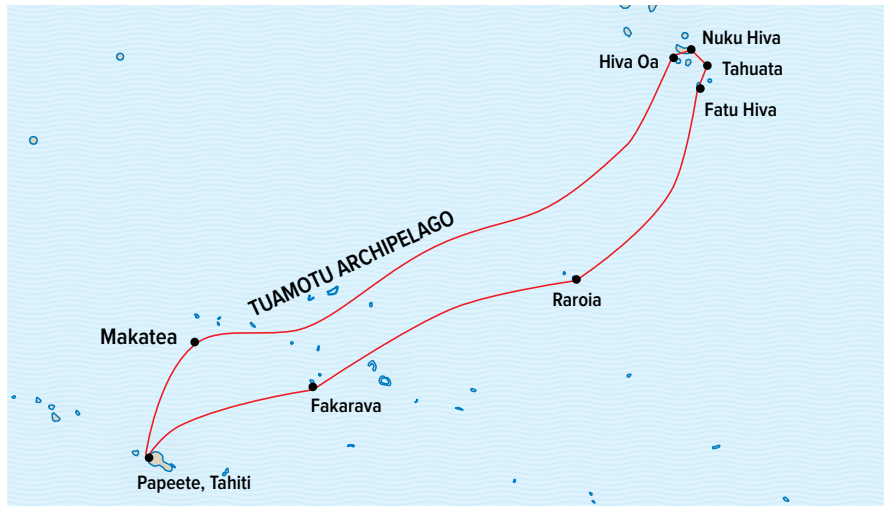 Nuku Hiva
Hiva Oa
Tahuata
Fatu Hiva
TUAMOTU ARCHIPELAGO
Raroia
Makatea
Fakarava
Papeete, Tahiti